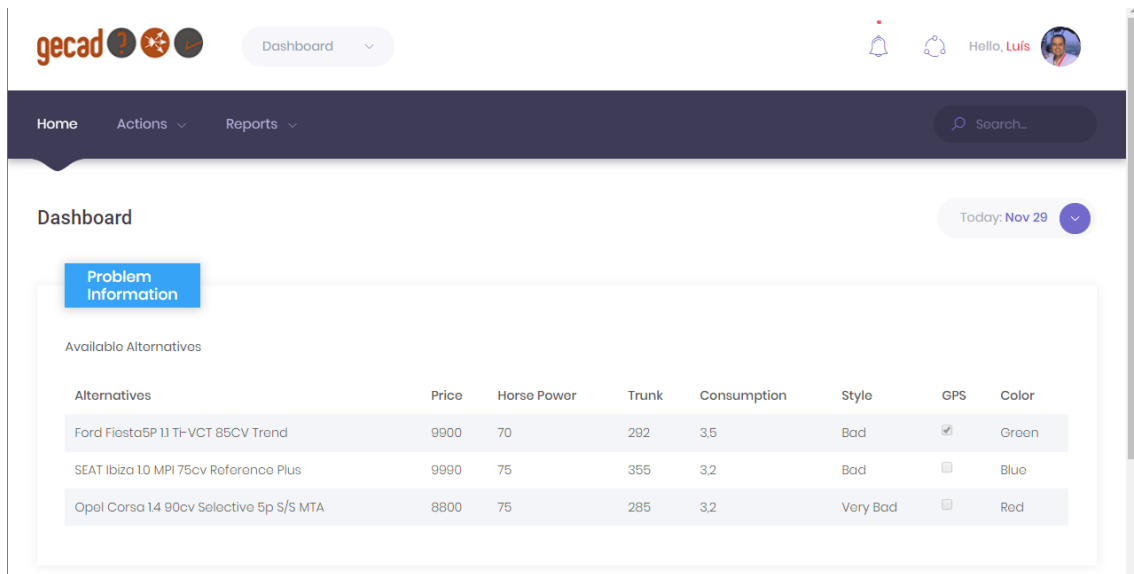 gecad ? Dashboard Hello, Luís
Home Actions Reports Search...
Dashboard Today: Nov 29
Problem
Information
Available Alternatives
Alternatives Price Horse Power Trunk Consumption Style GPS Color
Ford Fiesta5P 1.1 Ti-VCT 85CV Trend 9900 70 292 3,5 Bad Green
SEAT Ibiza 1.0 MPI 75cv Reference Plus 9990 75 355 3,2 Bad Blue
Opel Corsa 1.4 90cv Selective 5p S/S MTA 8800 75 285 3,2 Very Bad Red